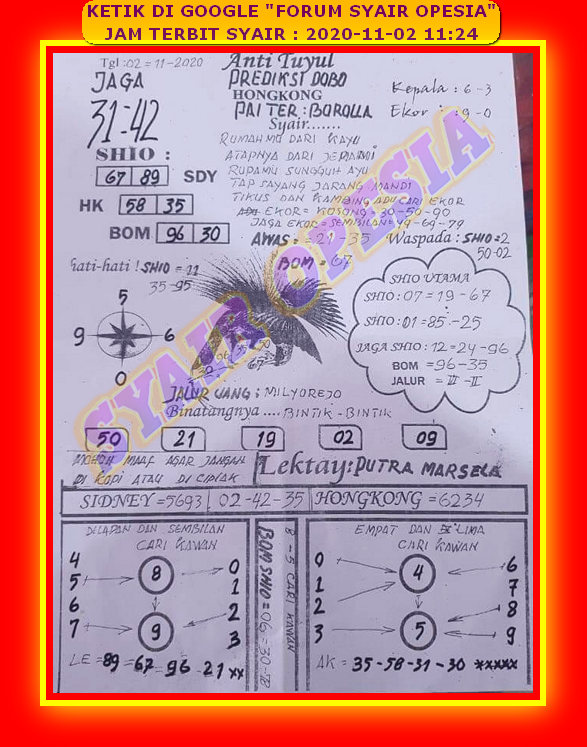 KETIK DI GOOGLE "FORUM SYAIR OPESIA"
JAM TERBIT SYAIR : 2020-11-02 11:24
Tgl : 02 = 11 - 2020
Anti Tuyul
JAGA
PREDIKSI DOBO
31=42
HONGKONG
PAITER : BOROLLA
Kepala : 6 - 3
Ekor : 9 - 0
Syair.......
RUMAHMU DARI KAYU
ATAPNYA DARI JERAMI
RUPAMU SUNGGUH AYU
TAP SAYANG JARANG MANDI
TIKUS DAN KAMBING ADU CARI EKOR
EKOR = KOSONG = 30-50-90
JAGA EKOR = SEMBILAN = 49-69-79
SHIO :
67 89 SDY
HK 58 35
BOM 96 30
AWAS = 21-35
Waspada : SHIO = 2
50-02
hati-hati ! SHIO = 11
35-95
BOM = 67
5
9 6
0
SHIO UTAMA
SHIO : 07 = 19 - 67
SHIO : 01 = 85 - 25
JAGA SHIO : 12 = 24 - 96
BOM = 96 - 35
JALUR = III - II
SYAIR OPESIA
JALUR UANG : MILYOREJO
Binatangnya .... BINTIK - BINTIK
50 21 19 02 09
MOHON MAAF AGAR JANGAN
DI KOPI ATAU DI CIPLAK
Lektay: PUTRA MARSELA
SIDNEY =5693 02-42-35 HONGKONG =6234
DILAPAN DAN SEMBILAN
CARI KAWAN
4
5
6
7
8
9
0
1
2
3
LE = 89 = 67 = 96 - 21 xx
8 - 5 CARI KAWAN
BOM SHIO = 06 = 30-
EMPAT DAN LIMA
CARI KAWAN
0
1
2
3
4
5
6
7
8
9
AK = 35 - 58 - 31 - 30 *****